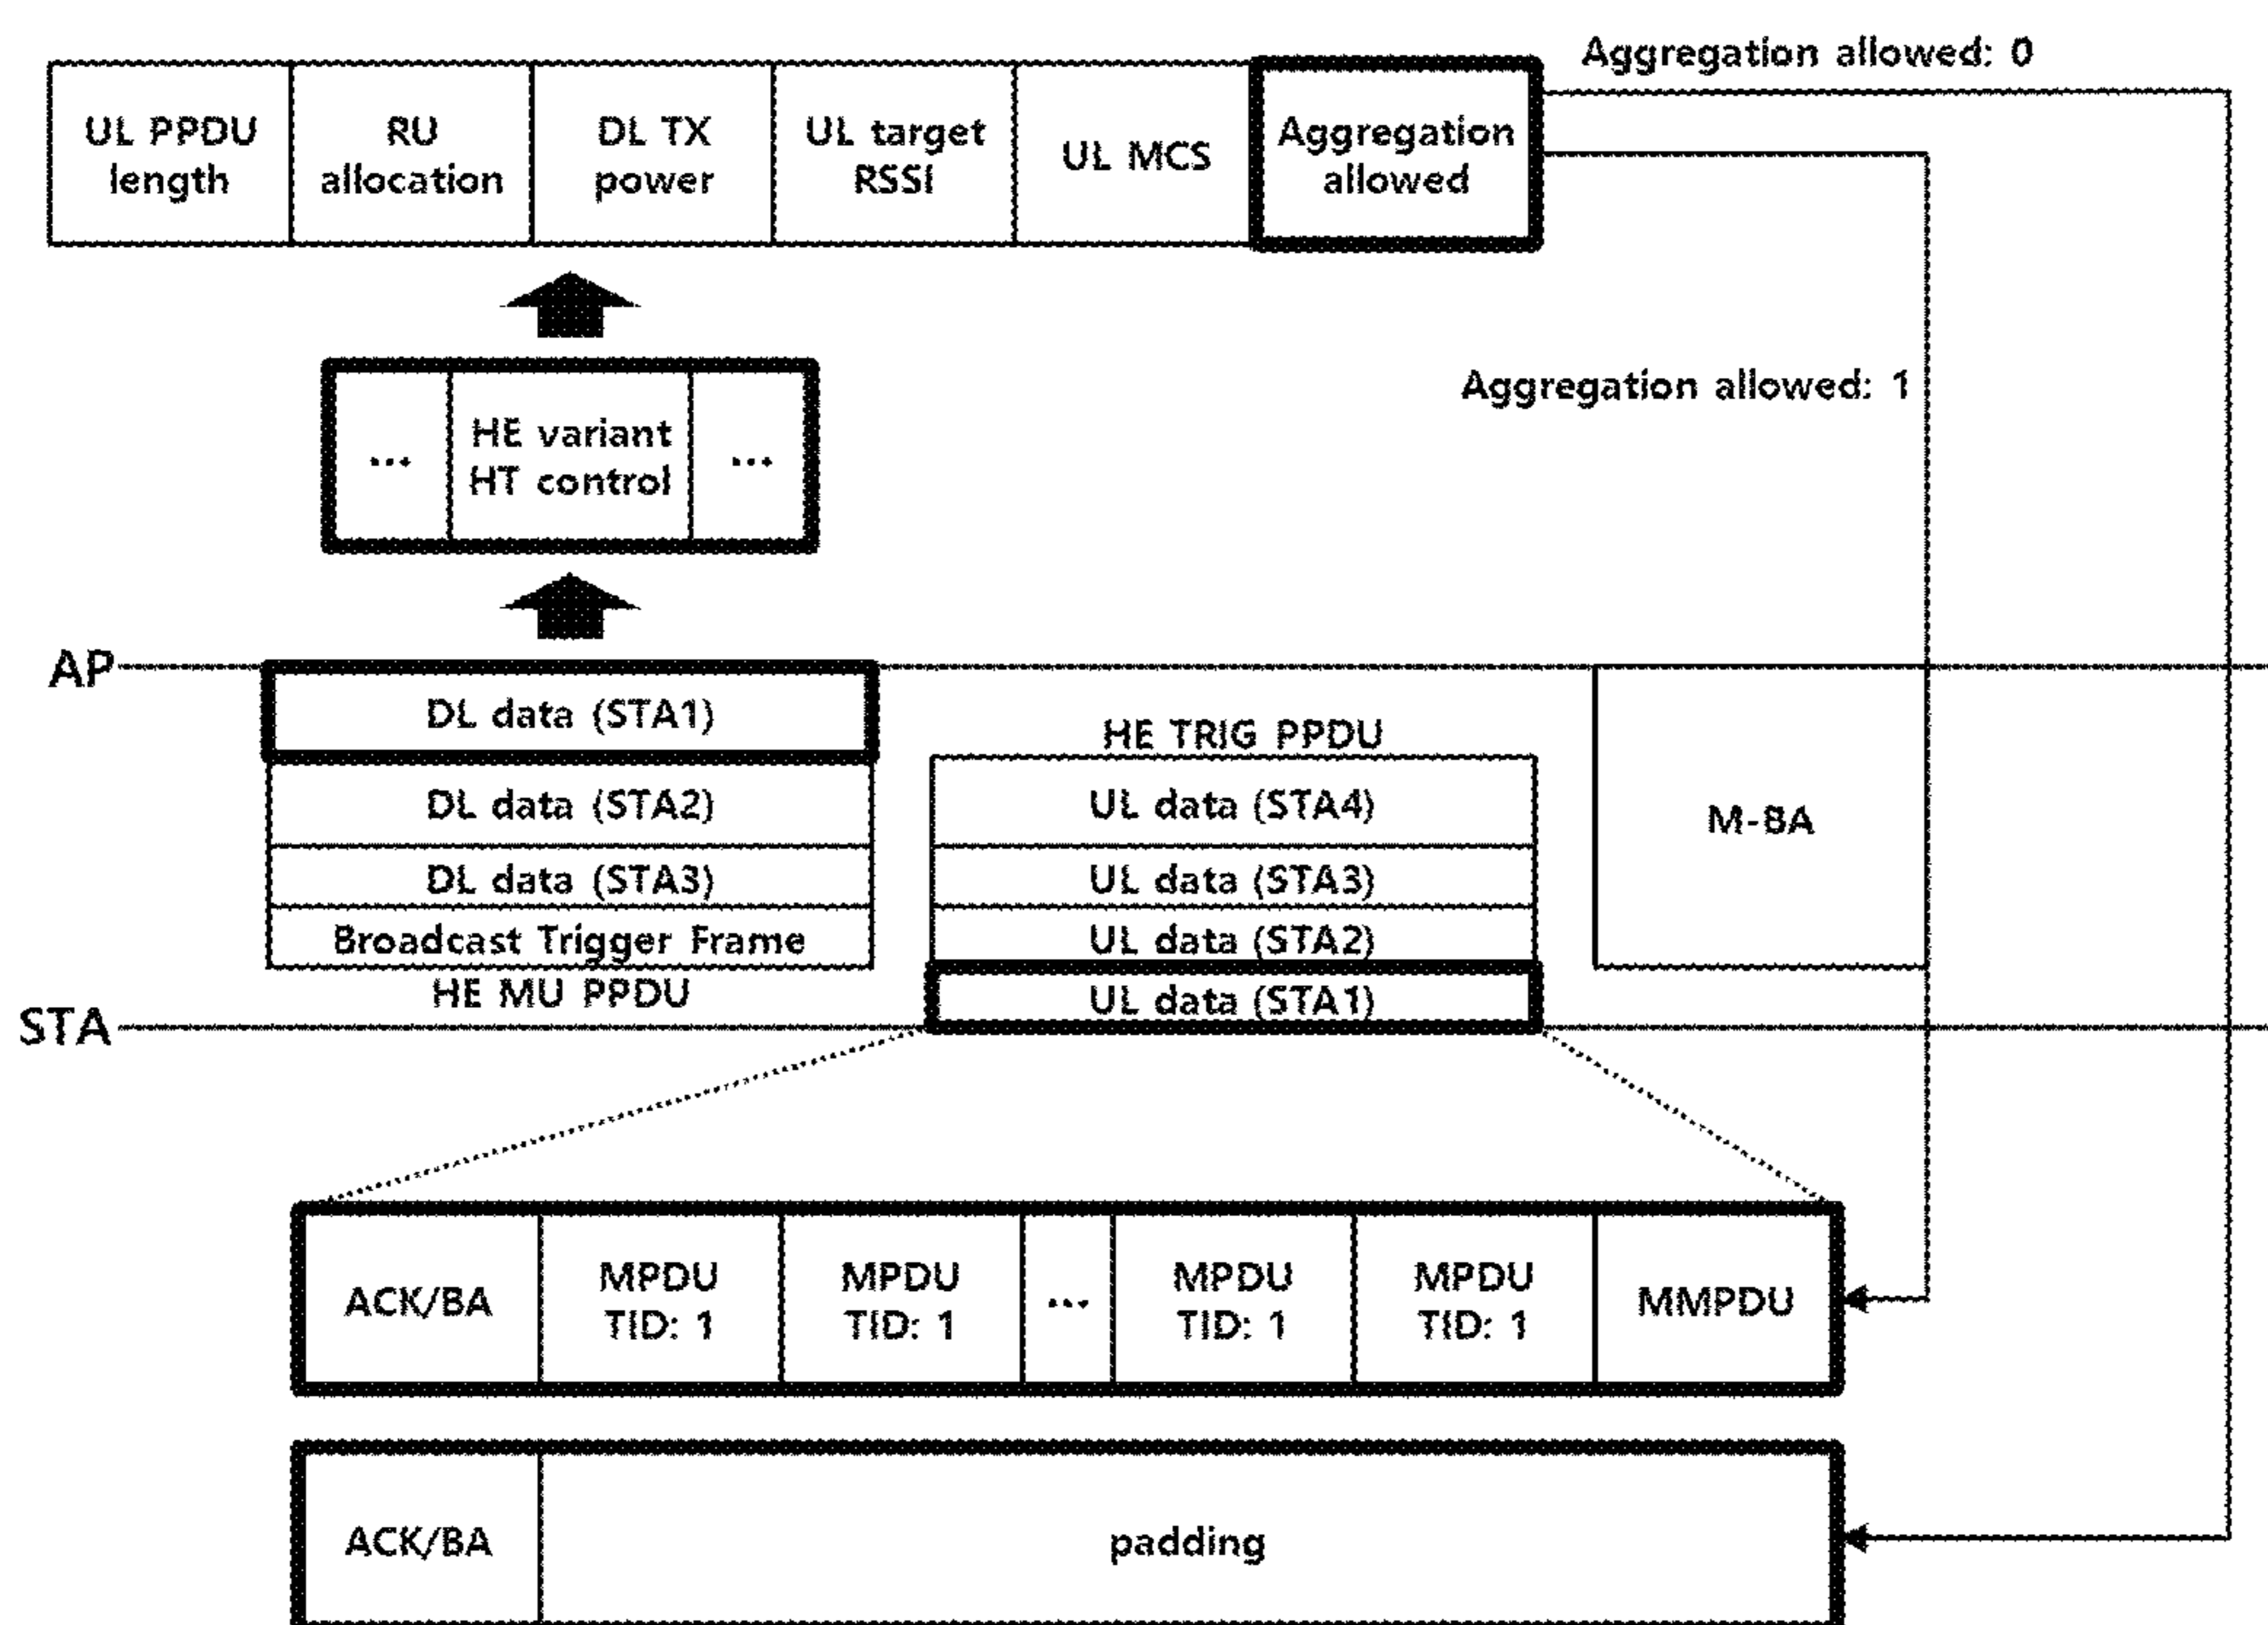 Aggregation allowed: 0
UL PPDU
length
RU
allocation
DL TX
power
UL target
RSSI
UL MCS
Aggregation
allowed
Aggregation allowed: 1
...
HE variant
HT control
...
AP
DL data (STA1)
DL data (STA2)
DL data (STA3)
Broadcast Trigger Frame
HE MU PPDU
HE TRIG PPDU
UL data (STA4)
UL data (STA3)
UL data (STA2)
UL data (STA1)
M-BA
STA
ACK/BA
MPDU
TID: 1
MPDU
TID: 1
...
MPDU
TID: 1
MPDU
TID: 1
MMPDU
ACK/BA
padding